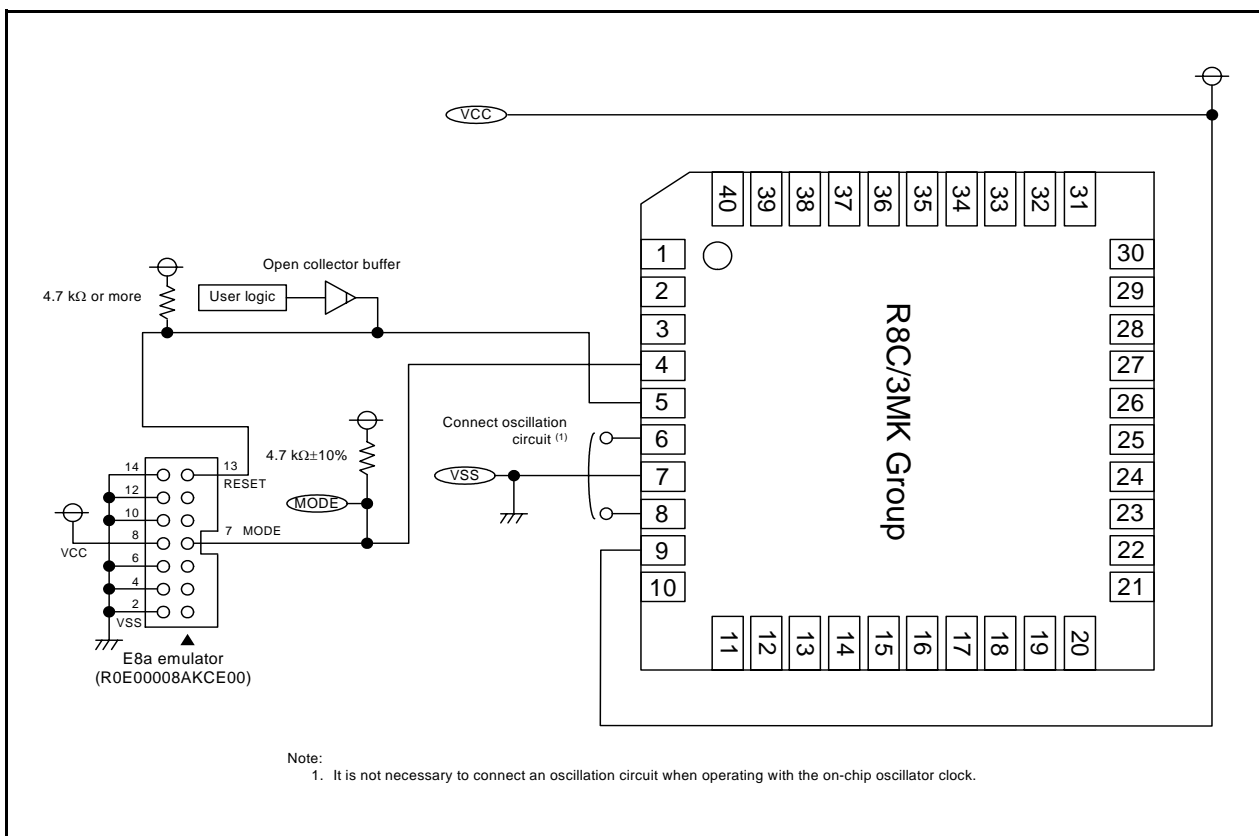 VCC
40
39
38
37
36
35
34
33
32
31
Open collector buffer
4.7 kΩ or more
User logic
1
2
3
4
5
6
7
8
9
10
R8C/3MK Group
30
29
28
27
26
25
24
23
22
21
Connect oscillation
circuit (1)
4.7 kΩ±10%
VSS
MODE
14
13
RESET
12
10
8
7 MODE
VCC
6
4
2
VSS
11
12
13
14
15
16
17
18
19
20
E8a emulator
(R0E00008AKCE00)
Note:
1. It is not necessary to connect an oscillation circuit when operating with the on-chip oscillator clock.